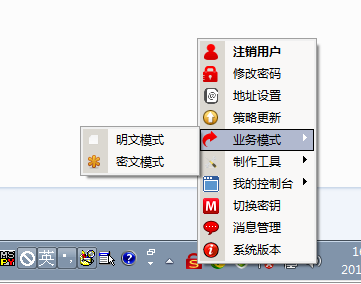 注销用户
修改密码
地址设置
策略更新
业务模式
明文模式
密文模式
制作工具
我的控制台
切换密钥
消息管理
系统版本
英